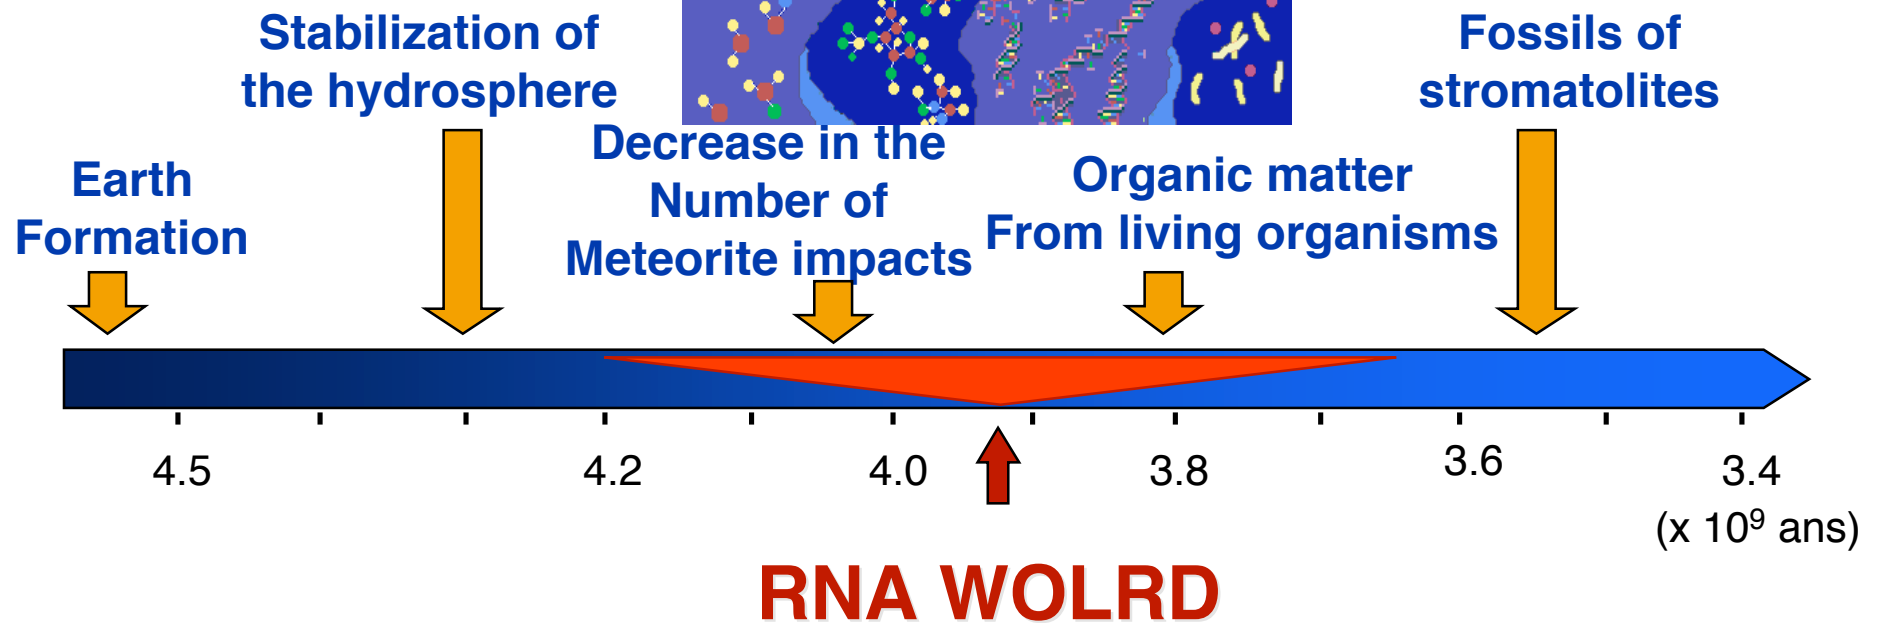 Stabilization of
the hydrosphere
Fossils of
stromatolites
Earth
Formation
Decrease in the
Number of
Meteorite impacts
Organic matter
From living organisms
4.5
4.2
4.0
3.8
3.6
3.4
(x 10⁹ ans)
RNA WOLRD